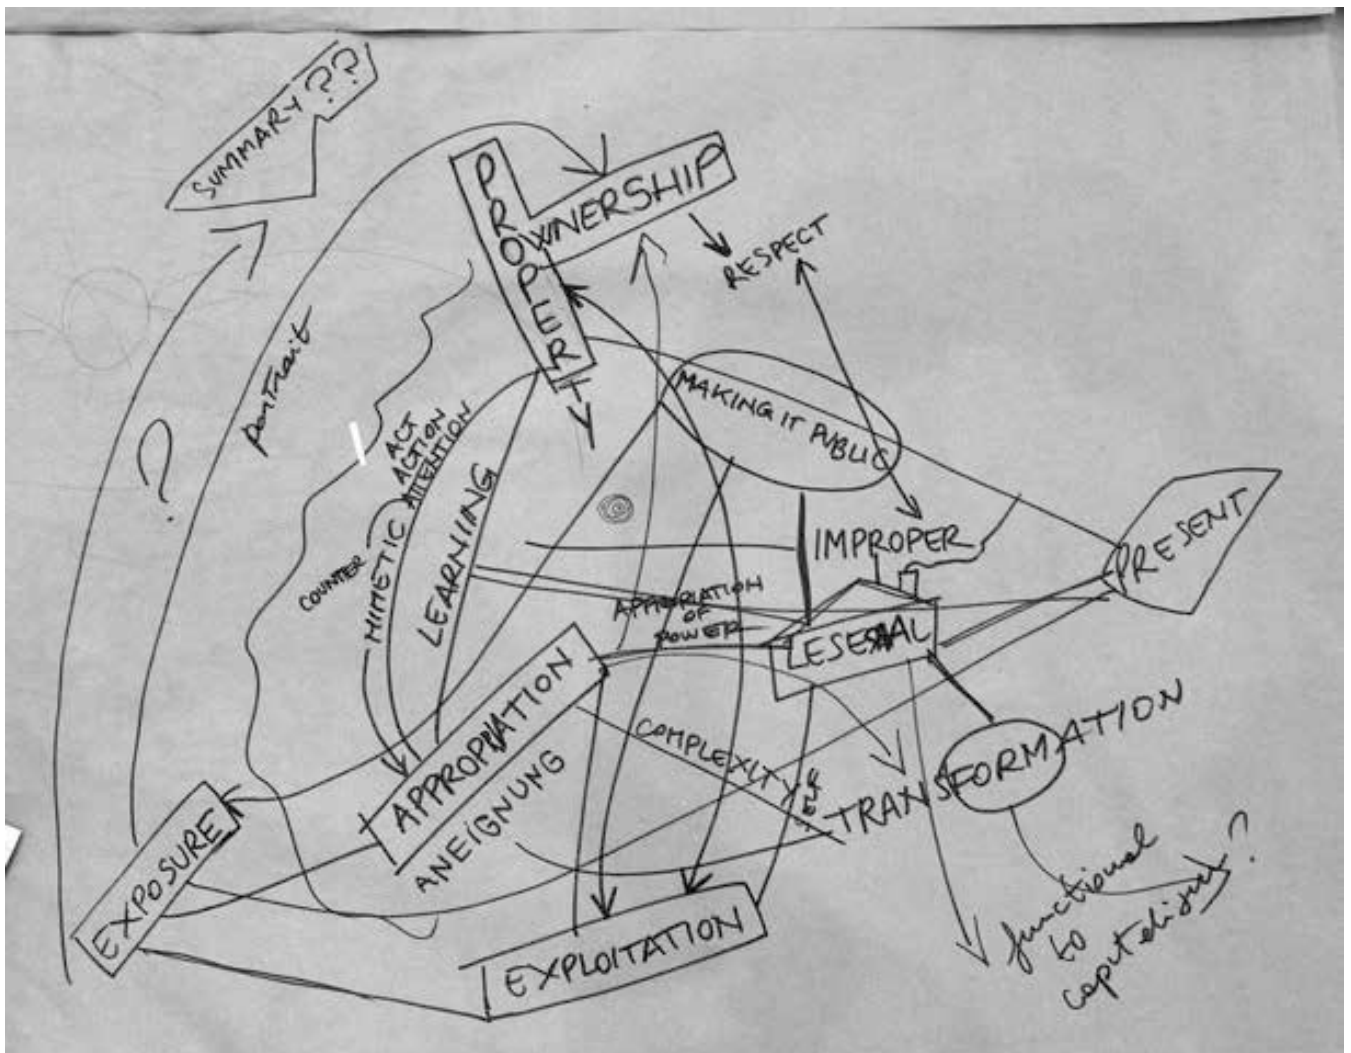 SUMMARY ??
PROPER
OWNERSHIP
RESPECT
portrait
?
MAKING IT PUBLIC
ACT
ACTION
ATTENTION
LEARNING
MIMETIC
COUNTER
IMPROPER
PRESENT
APPROPRIATION
OF
POWER
LESESAAL
APPROPRIATION
ANEIGNUNG
COMPLEXITY
TRANSFORMATION
EXPOSURE
EXPLOITATION
functional
to
capitalism?